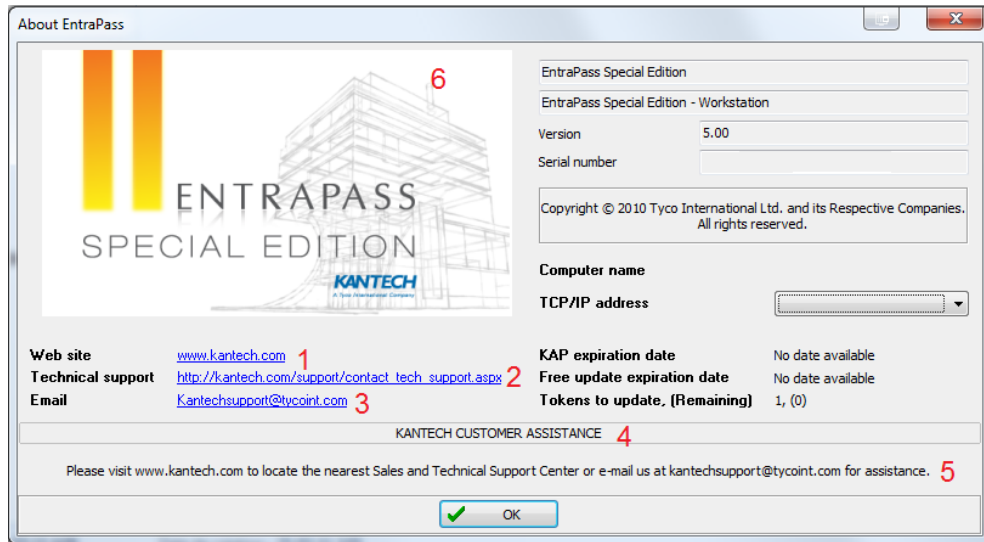 About EntraPass
6
ENTRAPASS
SPECIAL EDITION
KANTECH
A Tyco International Company
EntraPass Special Edition
EntraPass Special Edition - Workstation
Version 5.00
Serial number
Copyright © 2010 Tyco International Ltd. and its Respective Companies.
All rights reserved.
Computer name
TCP/IP address
Web site www.kantech.com 1
Technical support http://kantech.com/support/contact_tech_support.aspx 2
Email Kantechsupport@tycoint.com 3
KAP expiration date No date available
Free update expiration date No date available
Tokens to update, (Remaining) 1, (0)
KANTECH CUSTOMER ASSISTANCE 4
Please visit www.kantech.com to locate the nearest Sales and Technical Support Center or e-mail us at kantechsupport@tycoint.com for assistance. 5
OK